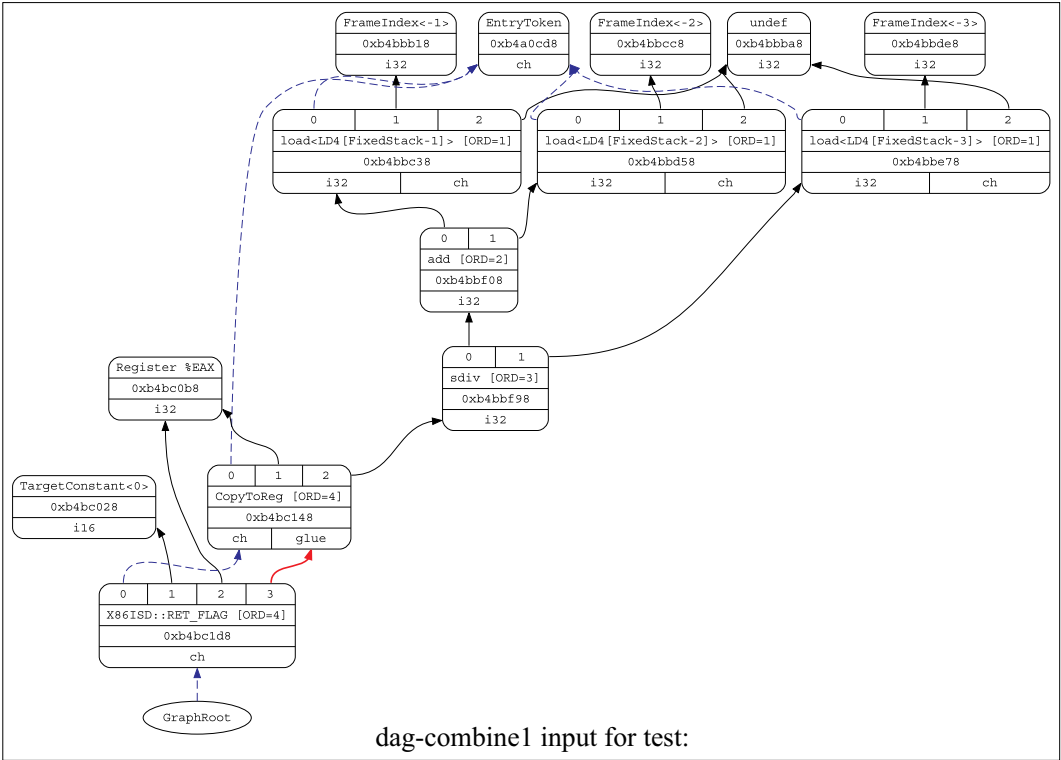 FrameIndex<-1>
0xb4bbb18
i32
EntryToken
0xb4a0cd8
ch
FrameIndex<-2>
0xb4bbcc8
i32
undef
0xb4bbba8
i32
FrameIndex<-3>
0xb4bbde8
i32
0 1 2
load<LD4[FixedStack-1]> [ORD=1]
0xb4bbc38
i32 ch
0 1 2
load<LD4[FixedStack-2]> [ORD=1]
0xb4bbd58
i32 ch
0 1 2
load<LD4[FixedStack-3]> [ORD=1]
0xb4bbe78
i32 ch
0 1
add [ORD=2]
0xb4bbf08
i32
0 1
sdiv [ORD=3]
0xb4bbf98
i32
Register %EAX
0xb4bc0b8
i32
0 1 2
CopyToReg [ORD=4]
0xb4bc148
ch glue
TargetConstant<0>
0xb4bc028
i16
0 1 2 3
X86ISD::RET_FLAG [ORD=4]
0xb4bc1d8
ch
GraphRoot
dag-combine1 input for test: